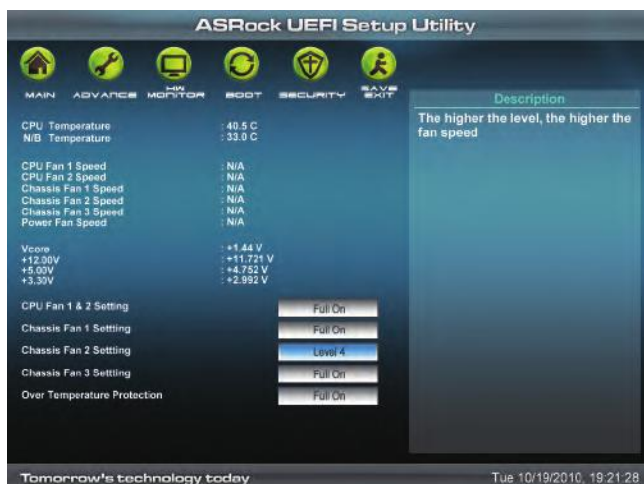 ASRock UEFI Setup Utility
MAIN ADVANCE H/W MONITOR BOOT SECURITY SAVE EXIT
Description
The higher the level, the higher the
fan speed
CPU Temperature : 40.5 C
N/B Temperature : 33.0 C
CPU Fan 1 Speed : N/A
CPU Fan 2 Speed : N/A
Chassis Fan 1 Speed : N/A
Chassis Fan 2 Speed : N/A
Chassis Fan 3 Speed : N/A
Power Fan Speed : N/A
Vcore : +1.44 V
+12.00V : +11.721 V
+5.00V : +4.752 V
+3.30V : +2.992 V
CPU Fan 1 & 2 Setting Full On
Chassis Fan 1 Settting Full On
Chassis Fan 2 Settting Level 4
Chassis Fan 3 Settting Full On
Over Temperature Protection Full On
Tomorrow's technology today Tue 10/19/2010, 19:21:28